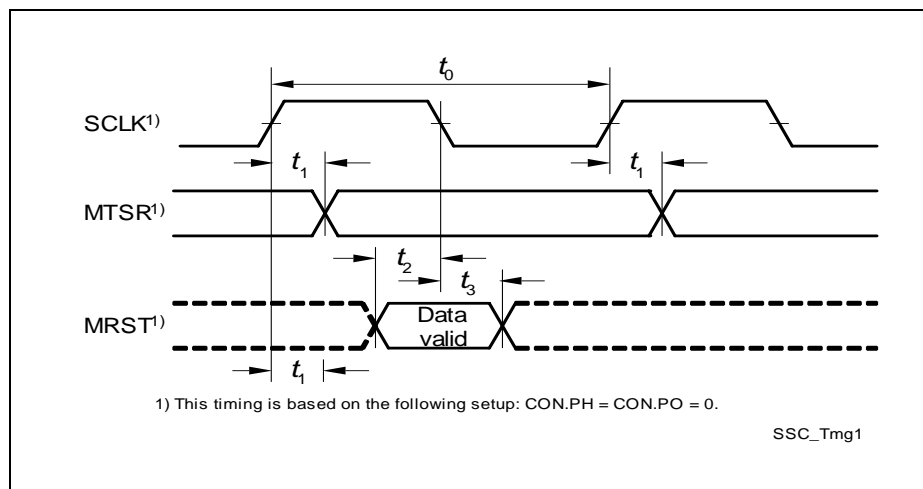 t0
SCLK1)
t1
t1
MTSR1)
t2
t3
MRST1)
Data
valid
t1
1) This timing is based on the following setup: CON.PH = CON.PO = 0.
SSC_Tmg1